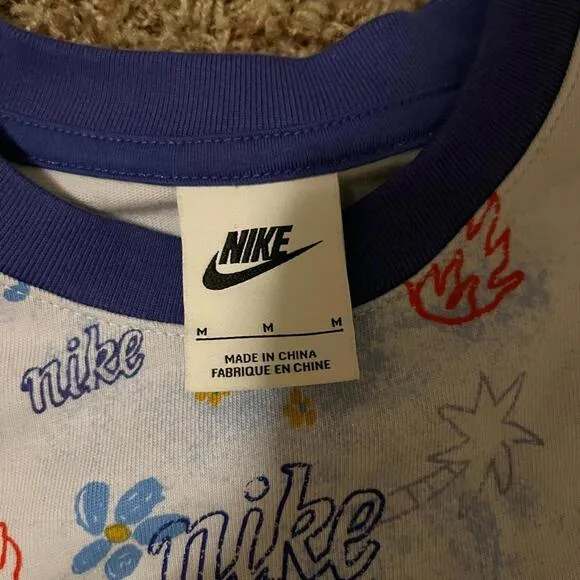 NIKE
M M M
MADE IN CHINA
FABRIQUE EN CHINE
nike
nike